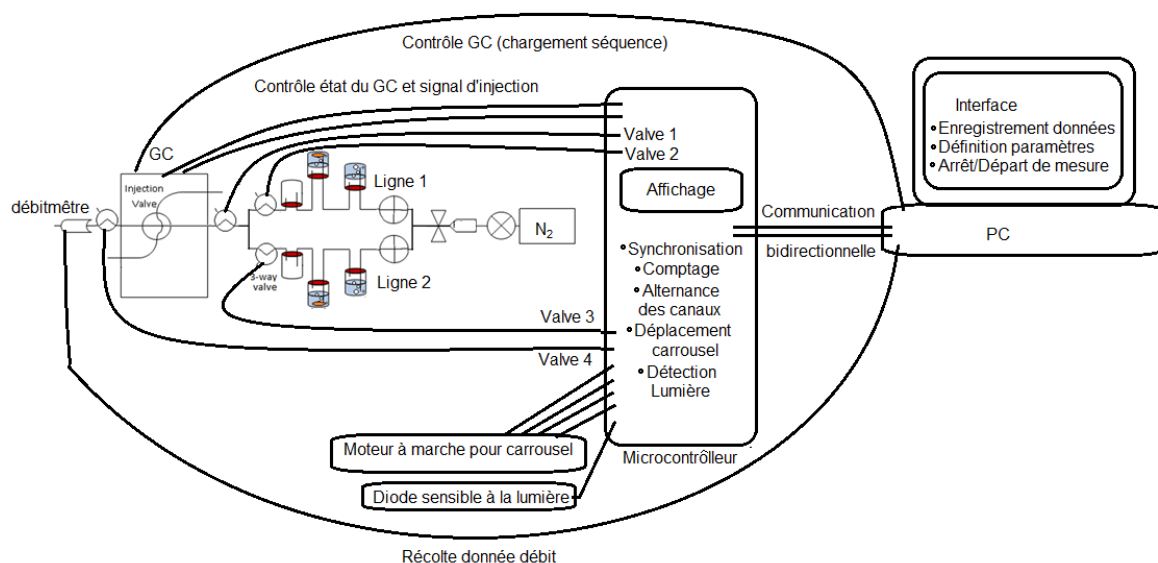 Contrôle GC (chargement séquence)
Contrôle état du GC et signal d'injection
GC
Injection
Valve
débitmêtre
3-way
valve
Ligne 1
Ligne 2
N2
Valve 1
Valve 2
Valve 3
Valve 4
Affichage
Synchronisation
Comptage
Alternance
des canaux
Déplacement
carrousel
Détection
Lumière
Microcontrôlleur
Moteur à marche pour carrousel
Diode sensible à la lumière
Récolte donnée débit
Communication
bidirectionnelle
Interface
Enregistrement données
Définition paramètres
Arrêt/Départ de mesure
PC